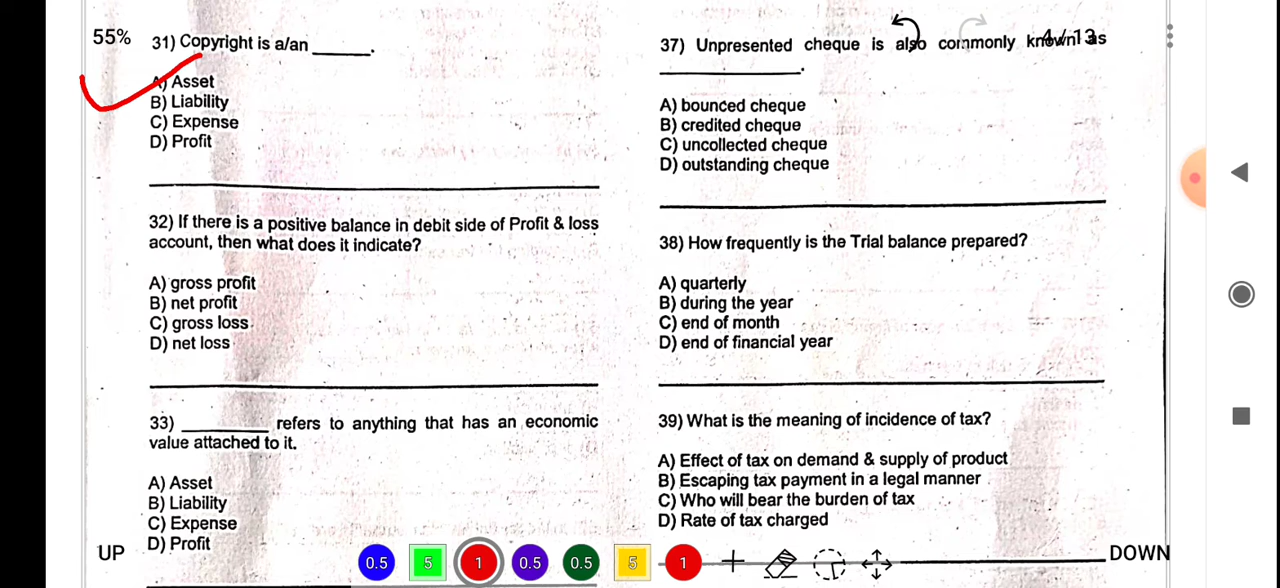 55%
31) Copyright is a/an ______.
A) Asset
B) Liability
C) Expense
D) Profit
32) If there is a positive balance in debit side of Profit & loss
account, then what does it indicate?
A) gross profit
B) net profit
C) gross loss
D) net loss
33) _________ refers to anything that has an economic
value attached to it.
A) Asset
B) Liability
C) Expense
D) Profit
UP
37) Unpresented cheque is also commonly known as
______________.
A) bounced cheque
B) credited cheque
C) uncollected cheque
D) outstanding cheque
38) How frequently is the Trial balance prepared?
A) quarterly
B) during the year
C) end of month
D) end of financial year
39) What is the meaning of incidence of tax?
A) Effect of tax on demand & supply of product
B) Escaping tax payment in a legal manner
C) Who will bear the burden of tax
D) Rate of tax charged
DOWN
0.5 5 1 0.5 0.5 5 1